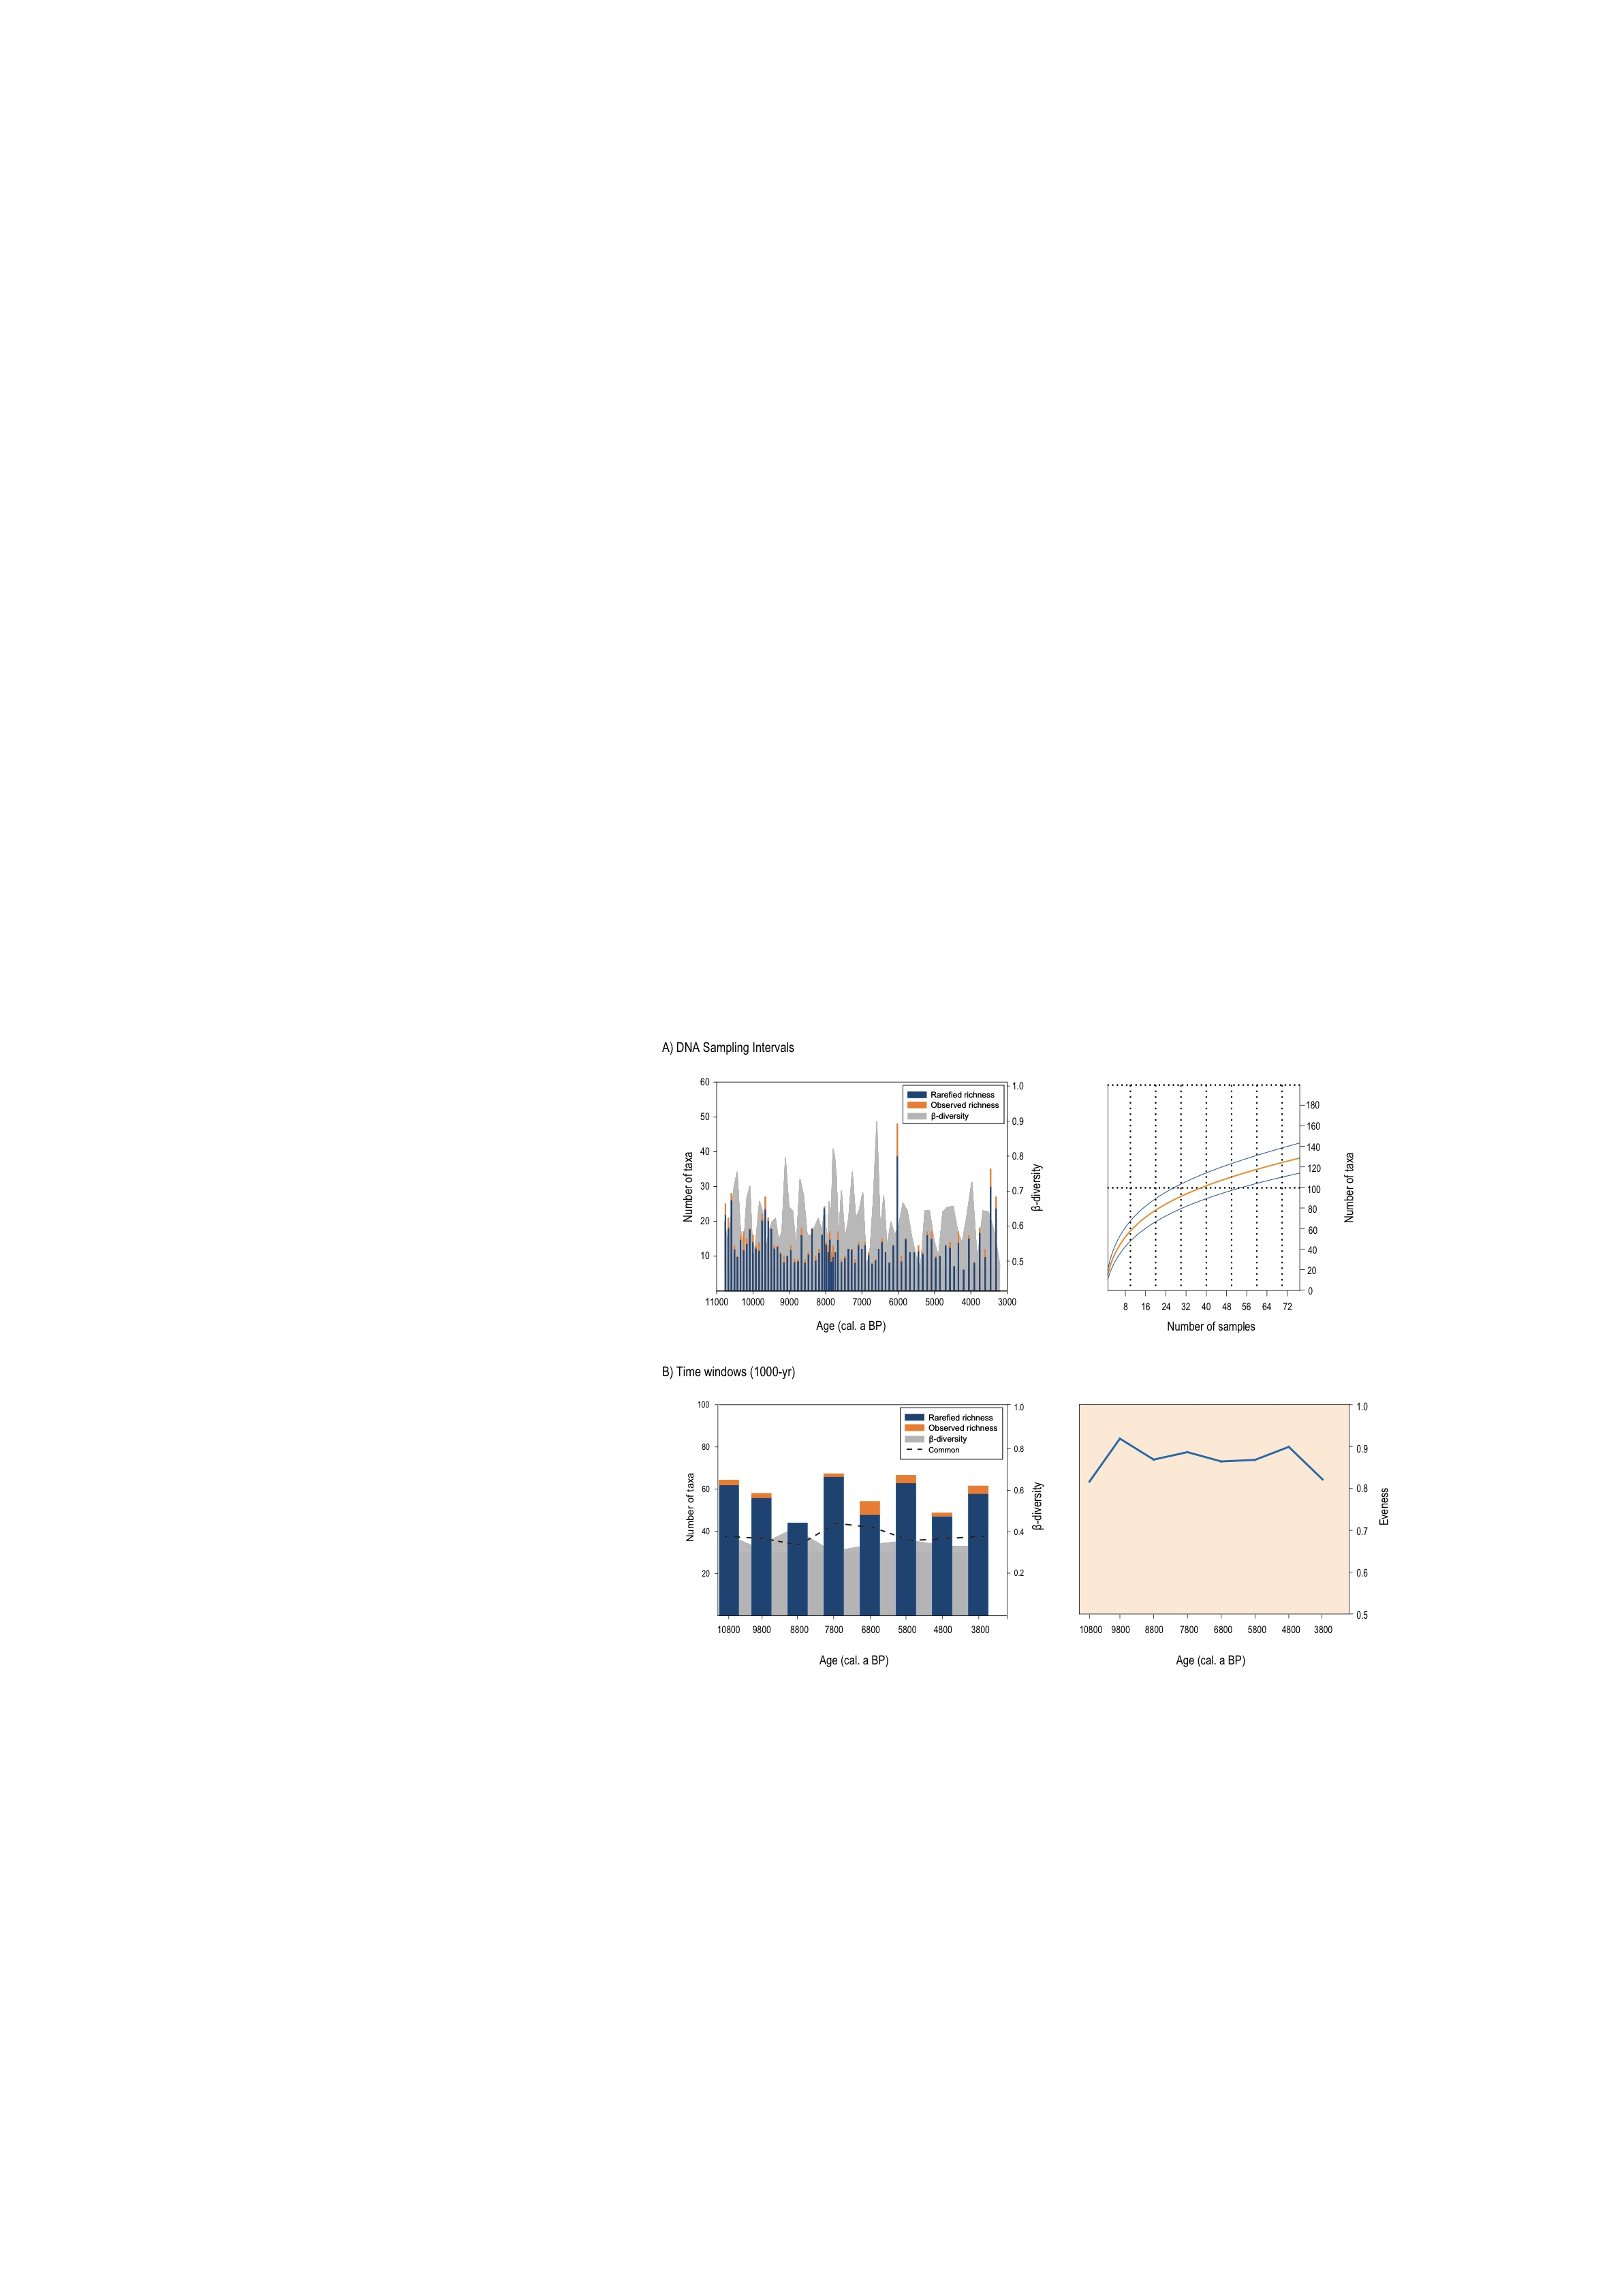 A) DNA Sampling Intervals
60
50
40
30
20
10
Number of taxa
11000 10000 9000 8000 7000 6000 5000 4000 3000
Age (cal. a BP)
1.0
0.9
0.8
0.7
0.6
0.5
β-diversity
Rarefied richness
Observed richness
β-diversity
180
160
140
120
100
80
60
40
20
0
Number of taxa
8 16 24 32 40 48 56 64 72
Number of samples
B) Time windows (1000-yr)
100
80
60
40
20
Number of taxa
10800 9800 8800 7800 6800 5800 4800 3800
Age (cal. a BP)
1.0
0.8
0.6
0.4
0.2
β-diversity
Rarefied richness
Observed richness
β-diversity
Common
1.0
0.9
0.8
0.7
0.6
0.5
Eveness
10800 9800 8800 7800 6800 5800 4800 3800
Age (cal. a BP)